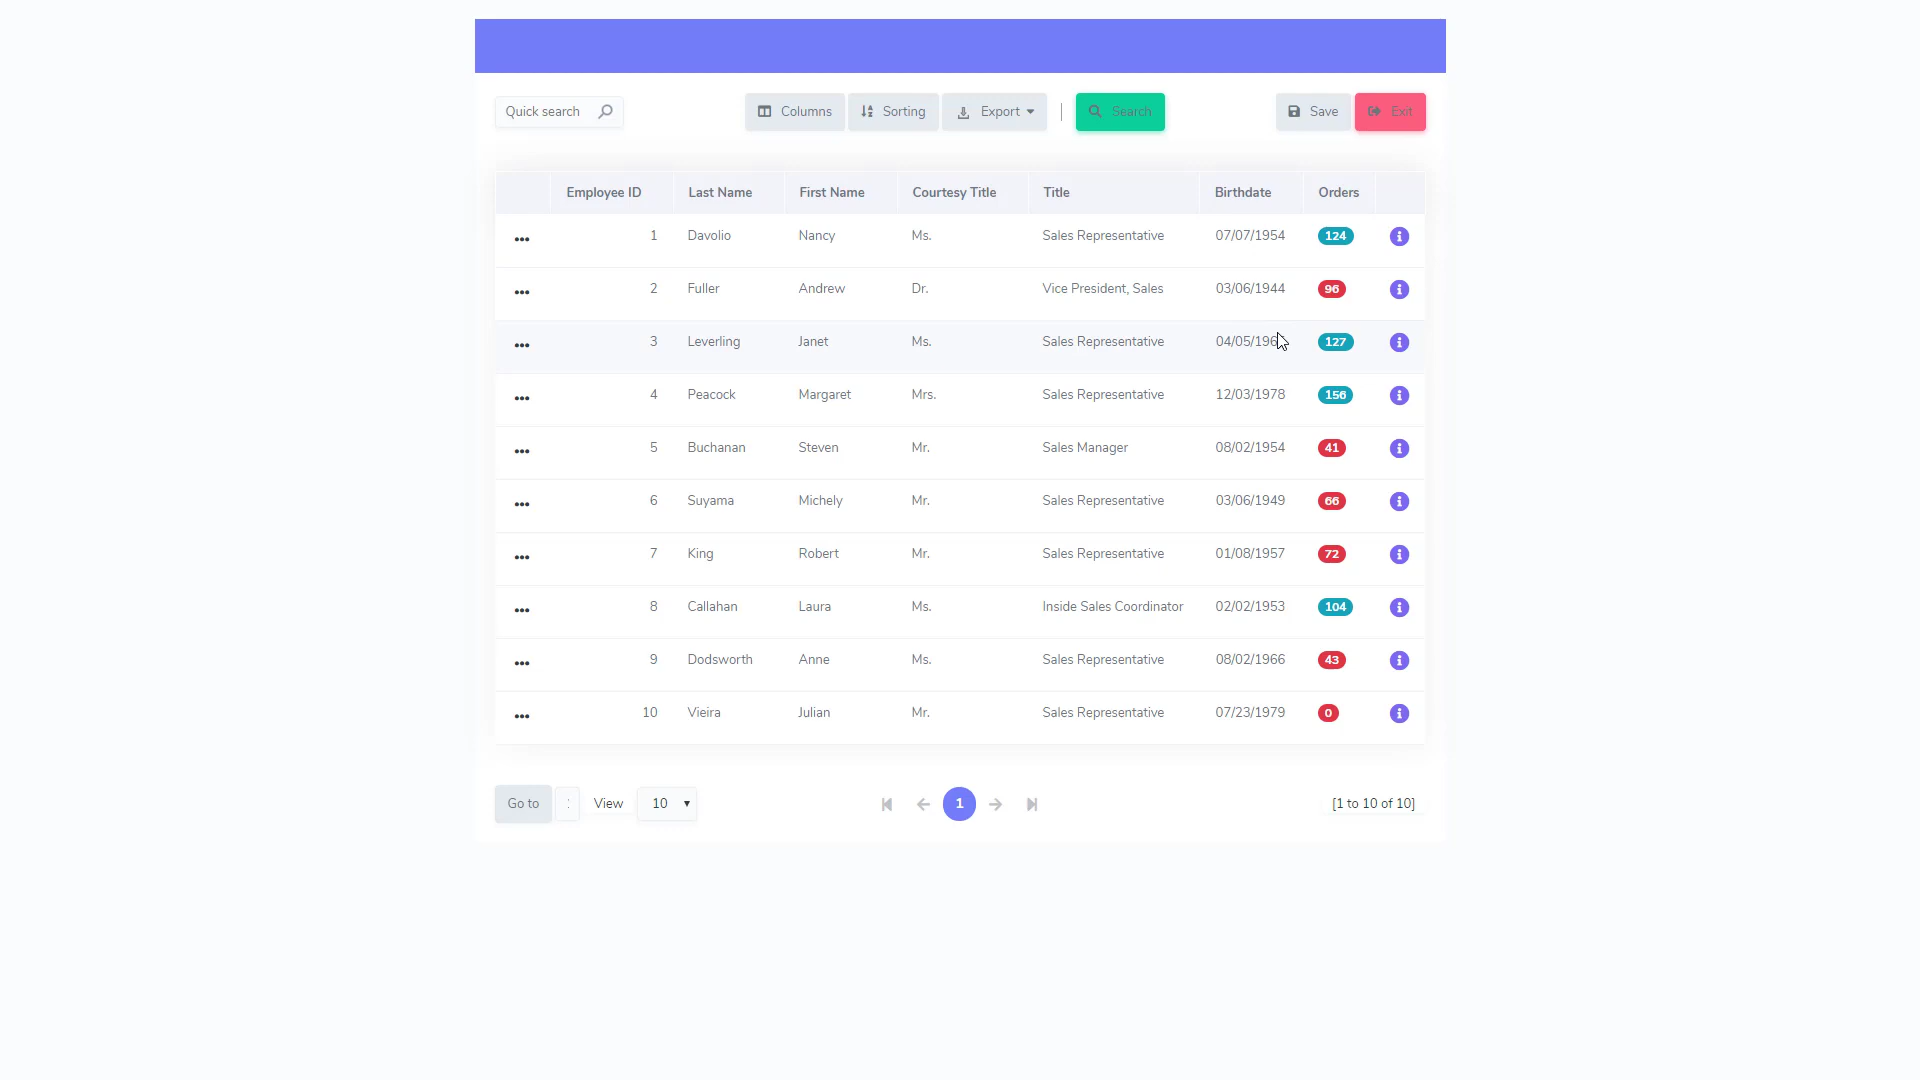 Quick search Columns Sorting Export | Search Save Exit
Employee ID Last Name First Name Courtesy Title Title Birthdate Orders
1 Davolio Nancy Ms. Sales Representative 07/07/1954 124
2 Fuller Andrew Dr. Vice President, Sales 03/06/1944 96
3 Leverling Janet Ms. Sales Representative 127
4 Peacock Margaret Mrs. Sales Representative 12/03/1978 156
5 Buchanan Steven Mr. Sales Manager 08/02/1954 41
6 Suyama Michely Mr. Sales Representative 03/06/1949 66
7 King Robert Mr. Sales Representative 01/08/1957 72
8 Callahan Laura Ms. Inside Sales Coordinator 02/02/1953 104
9 Dodsworth Anne Ms. Sales Representative 08/02/1966 43
10 Vieira Julian Mr. Sales Representative 07/23/1979 0
Go to View 10 1 [1 to 10 of 10]